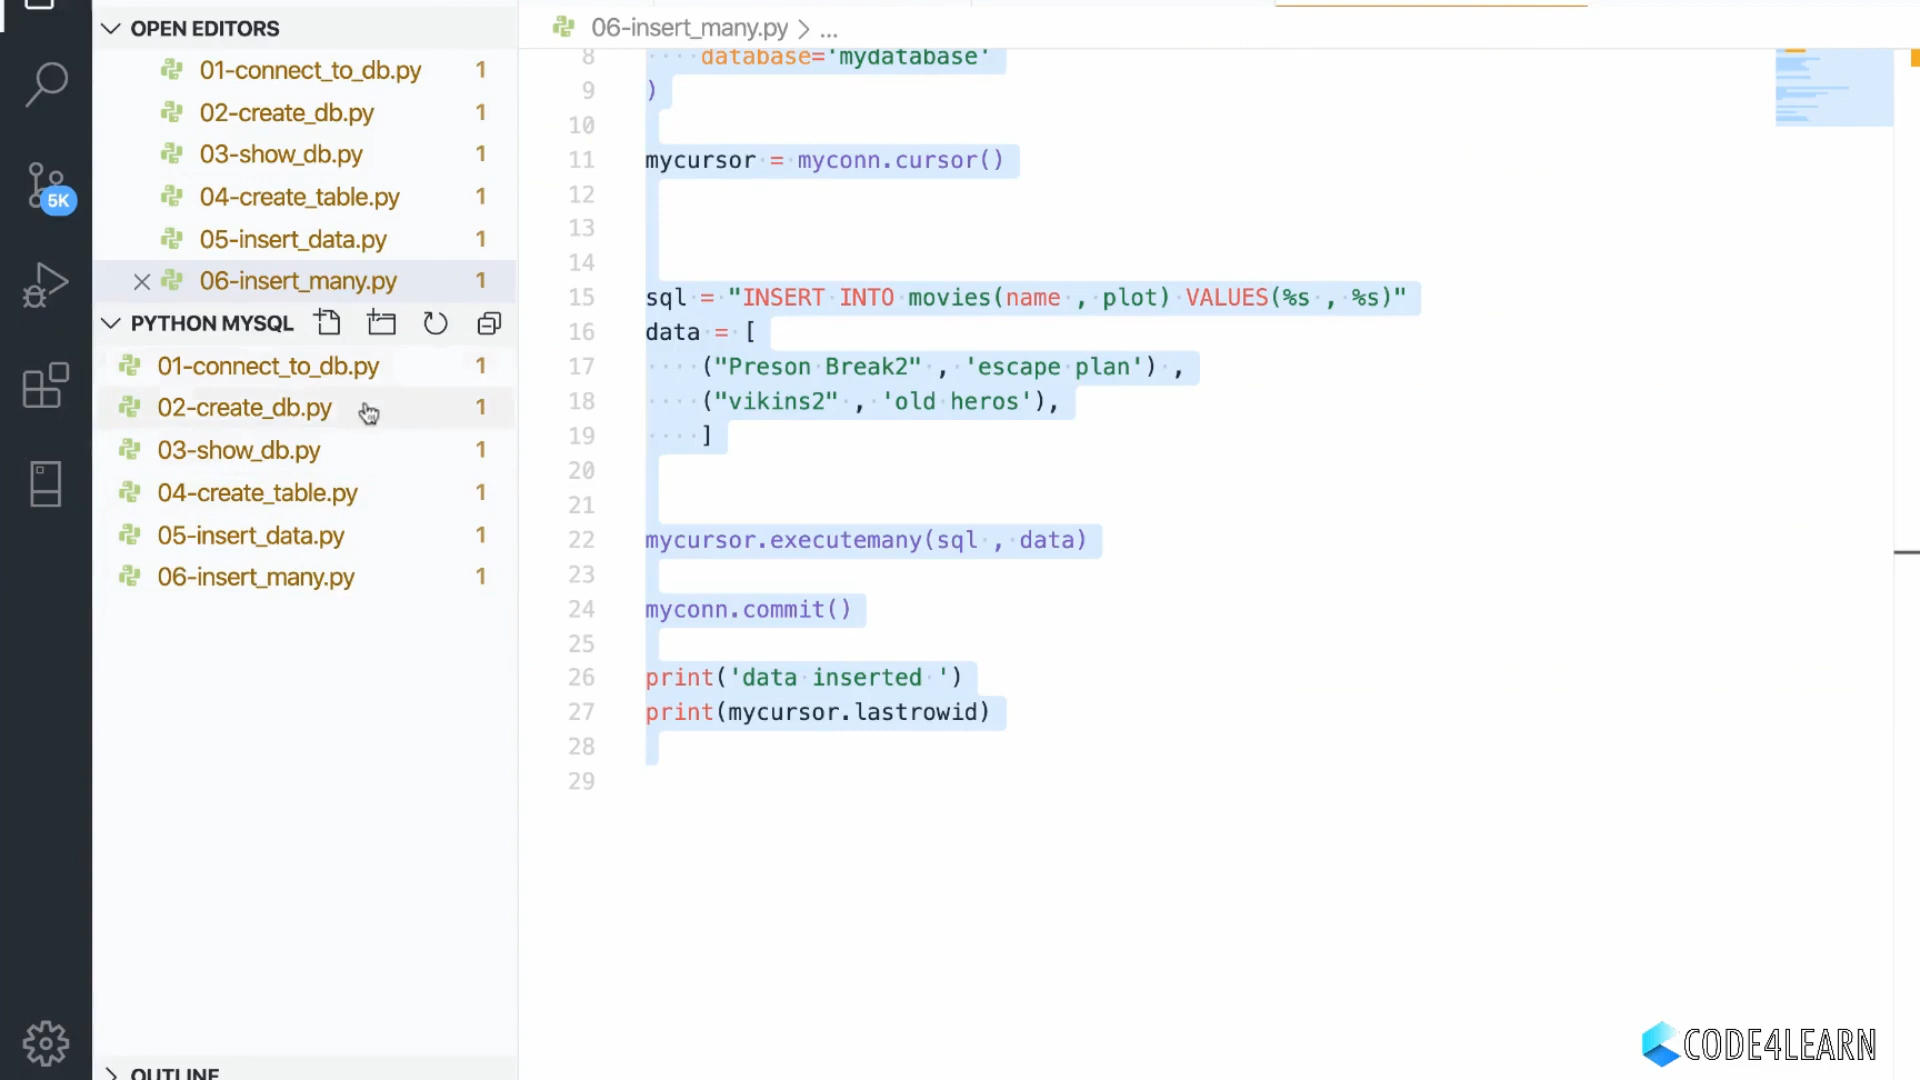 OPEN EDITORS
01-connect_to_db.py 1
02-create_db.py 1
03-show_db.py 1
04-create_table.py 1
05-insert_data.py 1
06-insert_many.py 1
5K
PYTHON MYSQL
01-connect_to_db.py 1
02-create_db.py 1
03-show_db.py 1
04-create_table.py 1
05-insert_data.py 1
06-insert_many.py 1
OUTLINE
06-insert_many.py > ...
8 database='mydatabase'
9 )
10
11 mycursor = myconn.cursor()
12
13
14
15 sql = "INSERT INTO movies(name , plot) VALUES(%s , %s)"
16 data = [
17 ("Preson Break2" , 'escape plan') ,
18 ("vikins2" , 'old heros'),
19 ]
20
21
22 mycursor.executemany(sql , data)
23
24 myconn.commit()
25
26 print('data inserted ')
27 print(mycursor.lastrowid)
28
29
CODE4LEARN